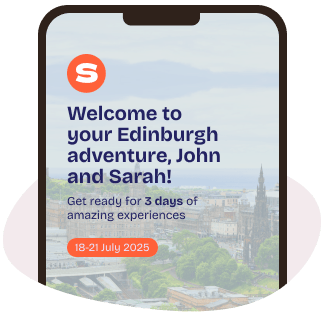 S
Welcome to
your Edinburgh
adventure, John
and Sarah!
Get ready for 3 days of
amazing experiences
18-21 July 2025